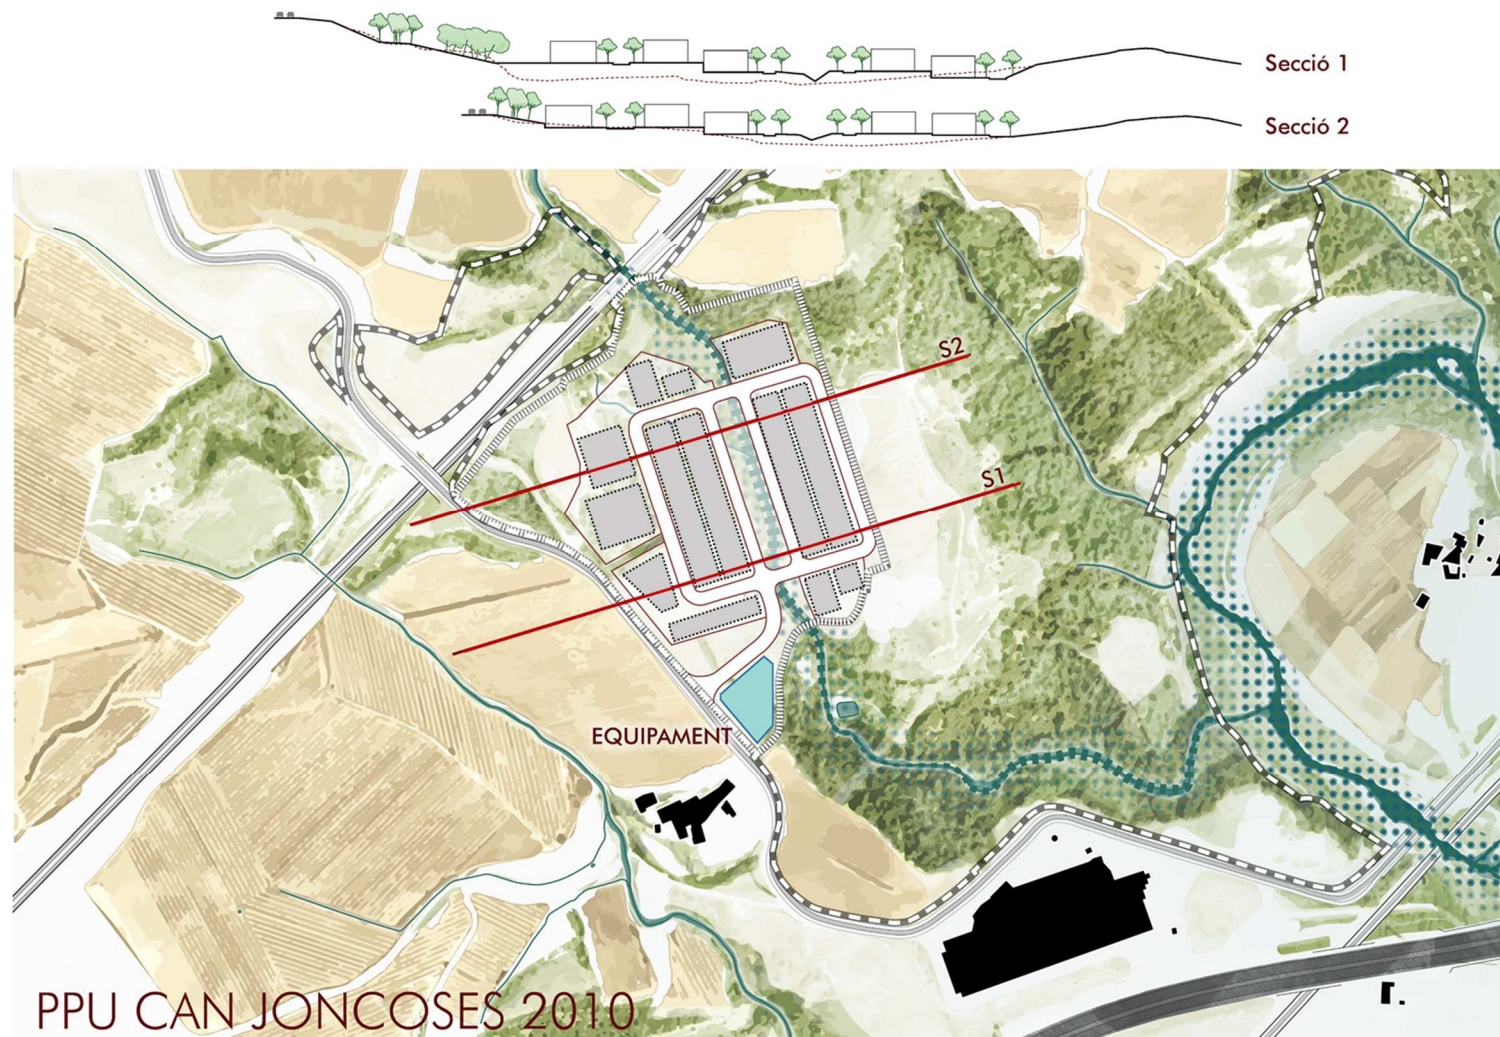 Secció 1
Secció 2
S2
S1
EQUIPAMENT
PPU CAN JONCOSES 2010